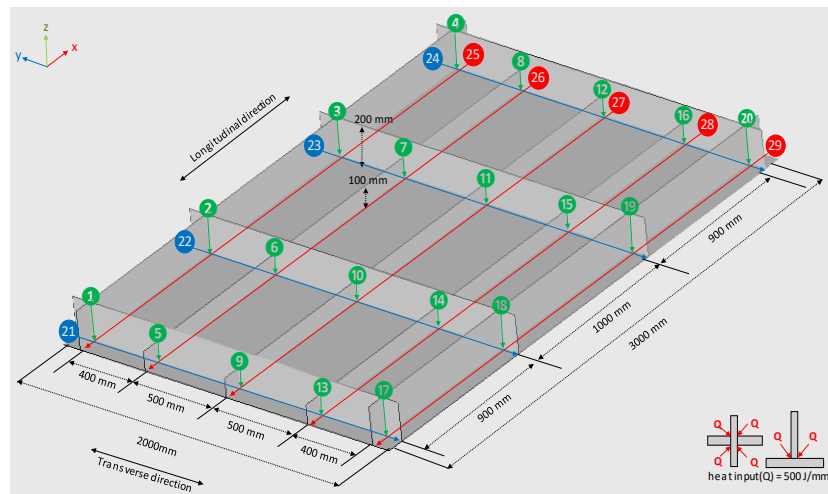 z
y
x
4
24
25
8
26
12
27
16
28
20
29
3
200 mm
23
7
100 mm
11
15
19
2
22
6
10
14
18
1
21
5
9
13
17
Longitudinal direction
400 mm
500 mm
500 mm
400 mm
2000mm
Transverse direction
900 mm
1000 mm
900 mm
3000 mm
Q Q
Q Q
Q Q
heat input(Q) = 500 J/mm